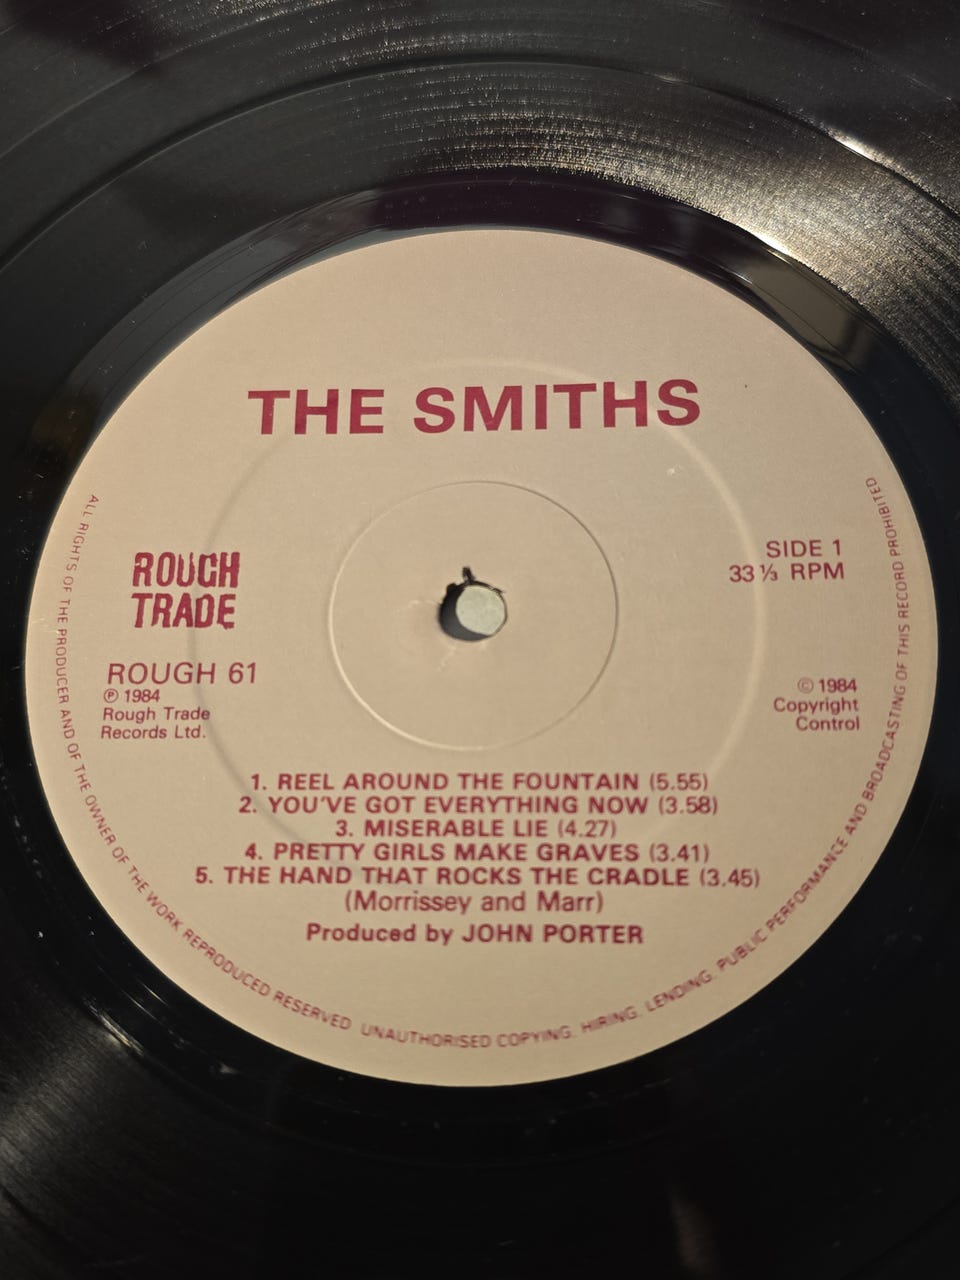 THE SMITHS
ROUGH
TRADE
ROUGH 61
℗ 1984
Rough Trade
Records Ltd.
SIDE 1
33⅓ RPM
© 1984
Copyright
Control
1. REEL AROUND THE FOUNTAIN (5.55)
2. YOU'VE GOT EVERYTHING NOW (3.58)
3. MISERABLE LIE (4.27)
4. PRETTY GIRLS MAKE GRAVES (3.41)
5. THE HAND THAT ROCKS THE CRADLE (3.45)
(Morrissey and Marr)
Produced by JOHN PORTER
ALL RIGHTS OF THE PRODUCER AND OF THE OWNER OF THE WORK REPRODUCED RESERVED UNAUTHORISED COPYING. HIRING. LENDING. PUBLIC PERFORMANCE AND BROADCASTING OF THIS RECORD PROHIBITED